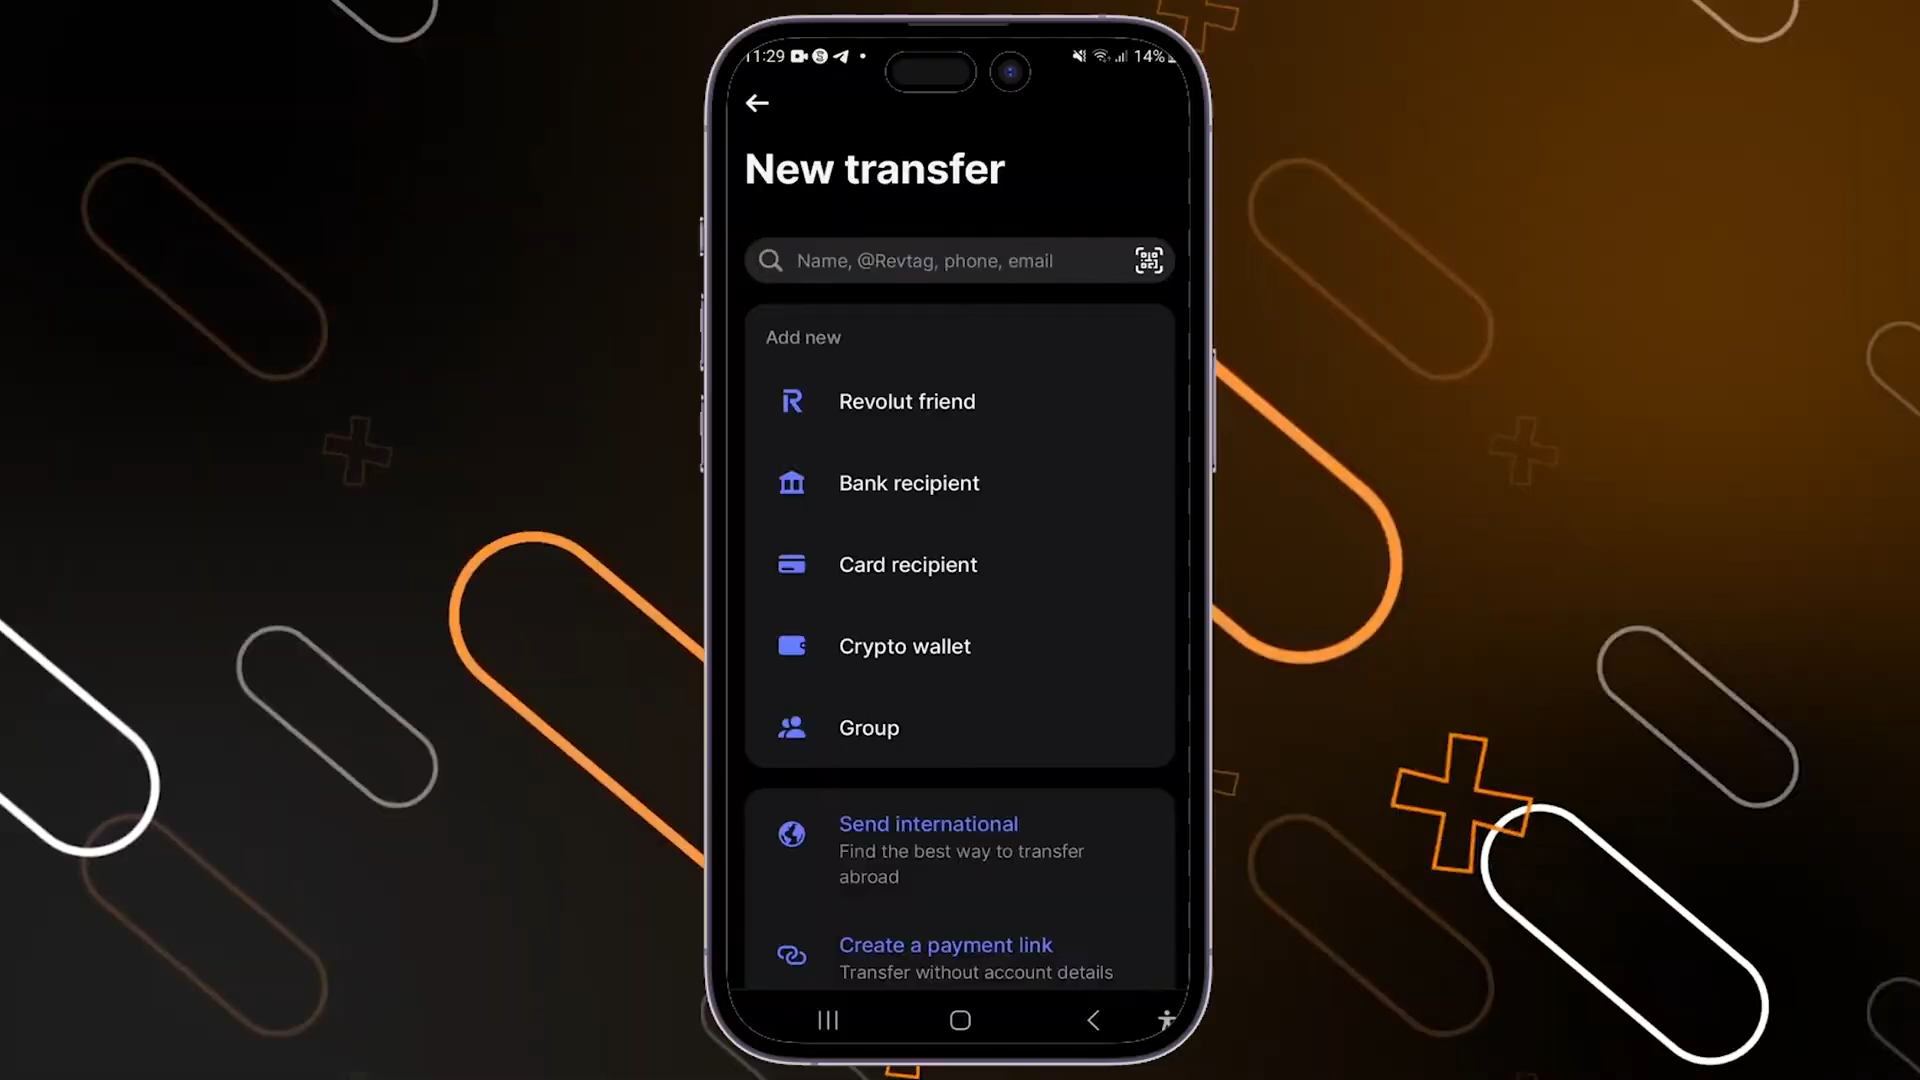 11:29 14%
New transfer
Name, @Revtag, phone, email
Add new
Revolut friend
Bank recipient
Card recipient
Crypto wallet
Group
Send international
Find the best way to transfer
abroad
Create a payment link
Transfer without account details